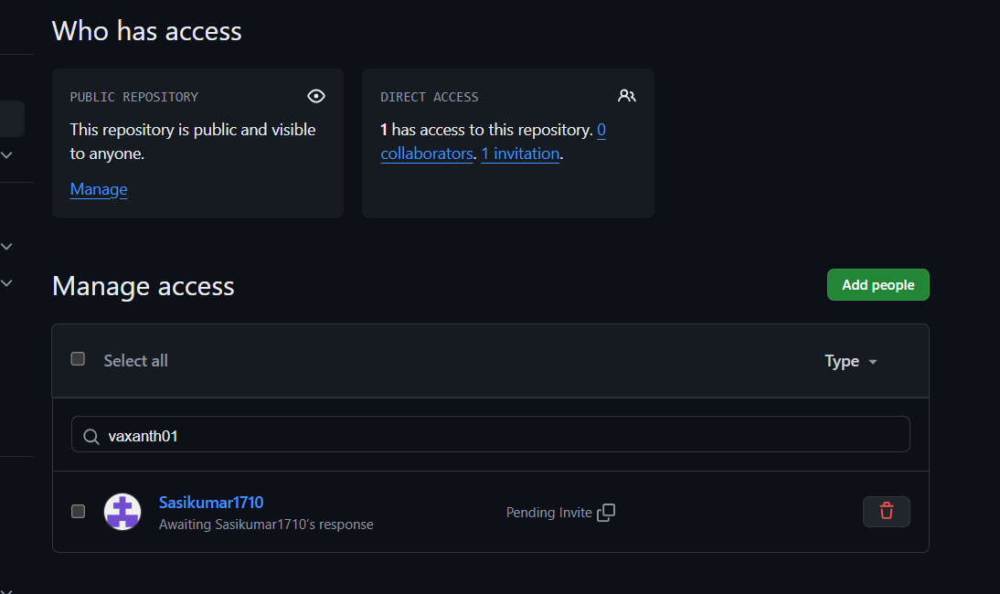 Who has access
PUBLIC REPOSITORY
This repository is public and visible
to anyone.
Manage
DIRECT ACCESS
1 has access to this repository. 0
collaborators. 1 invitation.
Manage access
Add people
Select all
Type
vaxanth01
Sasikumar1710
Awaiting Sasikumar1710's response
Pending Invite